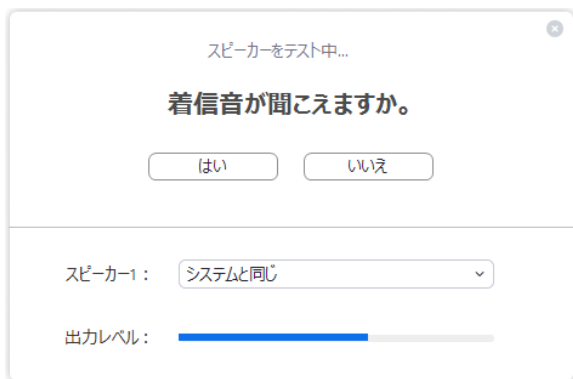 スピーカーをテスト中...
着信音が聞こえますか。
はい いいえ
スピーカー1： システムと同じ
出力レベル：